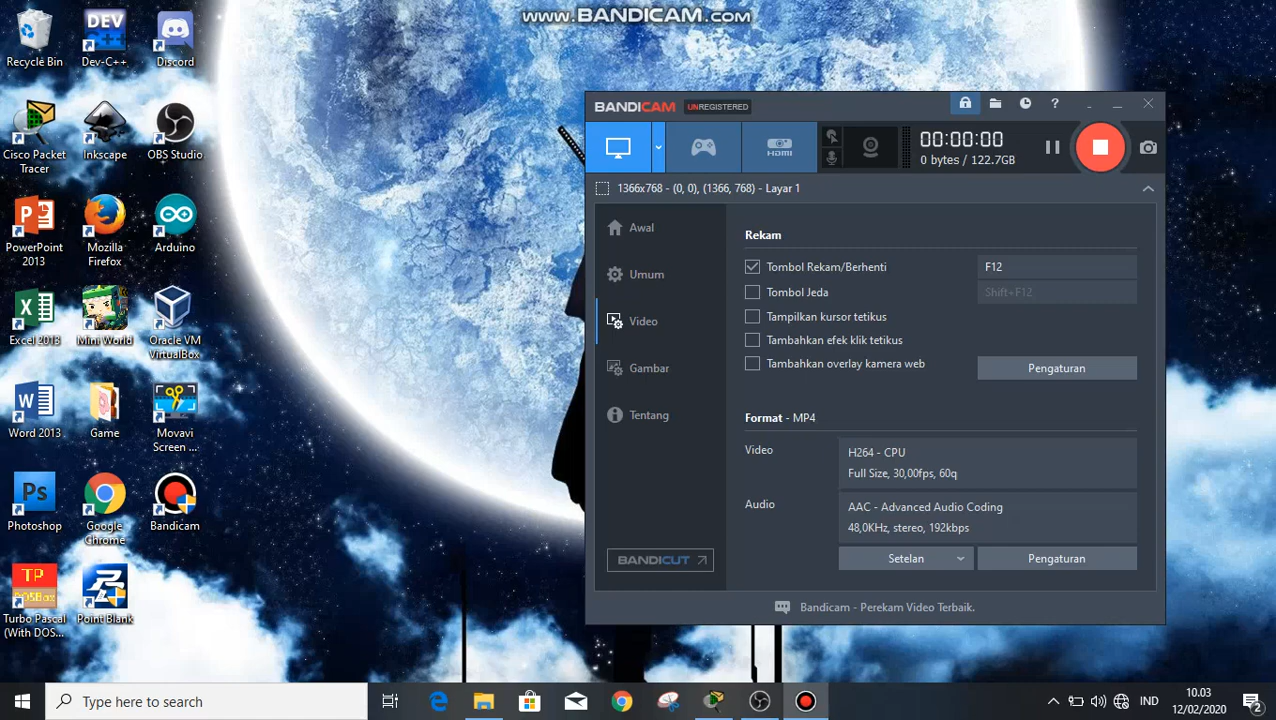 www.BANDICAM.com
Recycle Bin
Dev-C++
Discord
Cisco Packet
Tracer
Inkscape
OBS Studio
PowerPoint
2013
Mozilla
Firefox
Arduino
Excel 2013
Mini World
Oracle VM
VirtualBox
Word 2013
Game
Movavi
Screen ...
Photoshop
Google
Chrome
Bandicam
Turbo Pascal
(With DOS...
Point Blank
BANDICAM UNREGISTERED
00:00:00
0 bytes / 122.7GB
HDMI
1366x768 - (0, 0), (1366, 768) - Layar 1
Awal
Umum
Video
Gambar
Tentang
BANDICUT
Rekam
Tombol Rekam/Berhenti F12
Tombol Jeda Shift+F12
Tampilkan kursor tetikus
Tambahkan efek klik tetikus
Tambahkan overlay kamera web Pengaturan
Format - MP4
Video
H264 - CPU
Full Size, 30,00fps, 60q
Audio
AAC - Advanced Audio Coding
48,0KHz, stereo, 192kbps
Setelan Pengaturan
Bandicam - Perekam Video Terbaik.
Type here to search
IND
10.03
12/02/2020
2